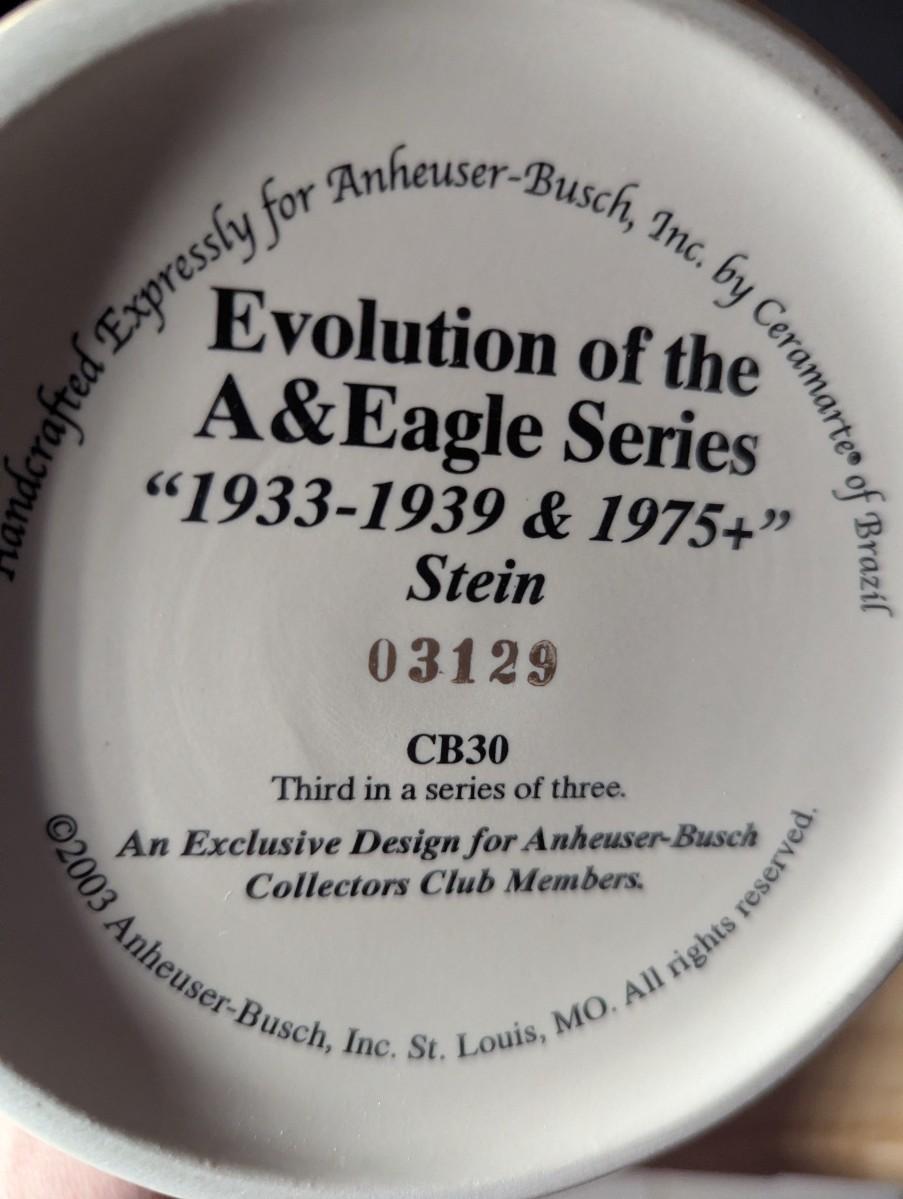 Handcrafted Expressly for Anheuser-Busch, Inc. by Ceramarte® of Brazil
Evolution of the
A&Eagle Series
“1933-1939 & 1975+”
Stein
03129
CB30
Third in a series of three.
An Exclusive Design for Anheuser-Busch
Collectors Club Members.
©2003 Anheuser-Busch, Inc. St. Louis, MO. All rights reserved.